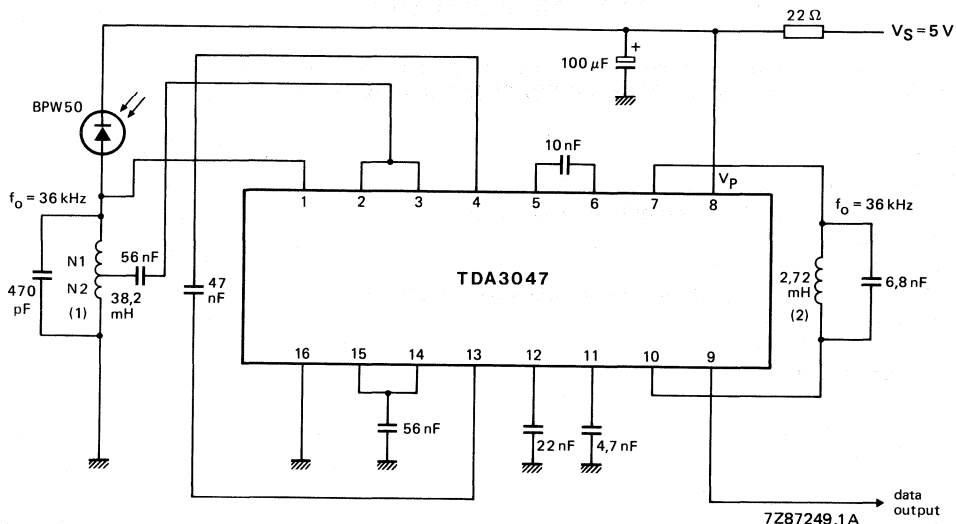 22 Ω
V_S = 5 V
+
100 µF
BPW50
10 nF
f_o = 36 kHz
1 2 3 4 5 6 7 8
V_P
f_o = 36 kHz
N1
56 nF
N2
470 pF
38,2 mH
(1)
47 nF
TDA3047
2,72 mH
(2)
6,8 nF
16 15 14 13 12 11 10 9
56 nF
22 nF
4,7 nF
data output
7Z87249.1A